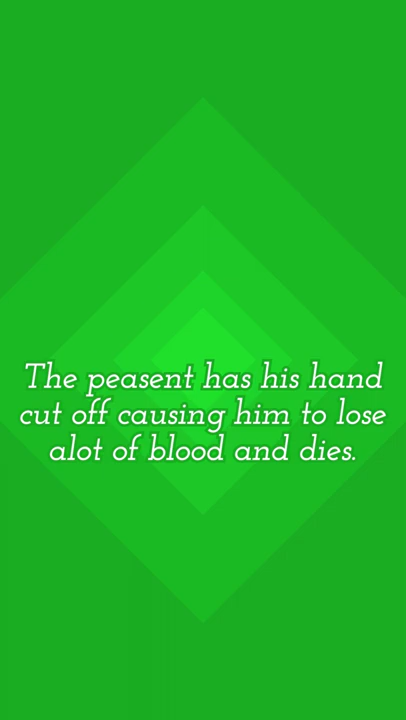 The peasent has his hand
cut off causing him to lose
alot of blood and dies.